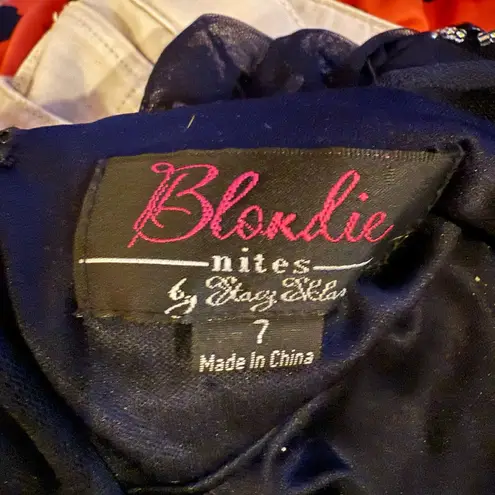 Blondie
nites
by Stacy Sklar
7
Made In China